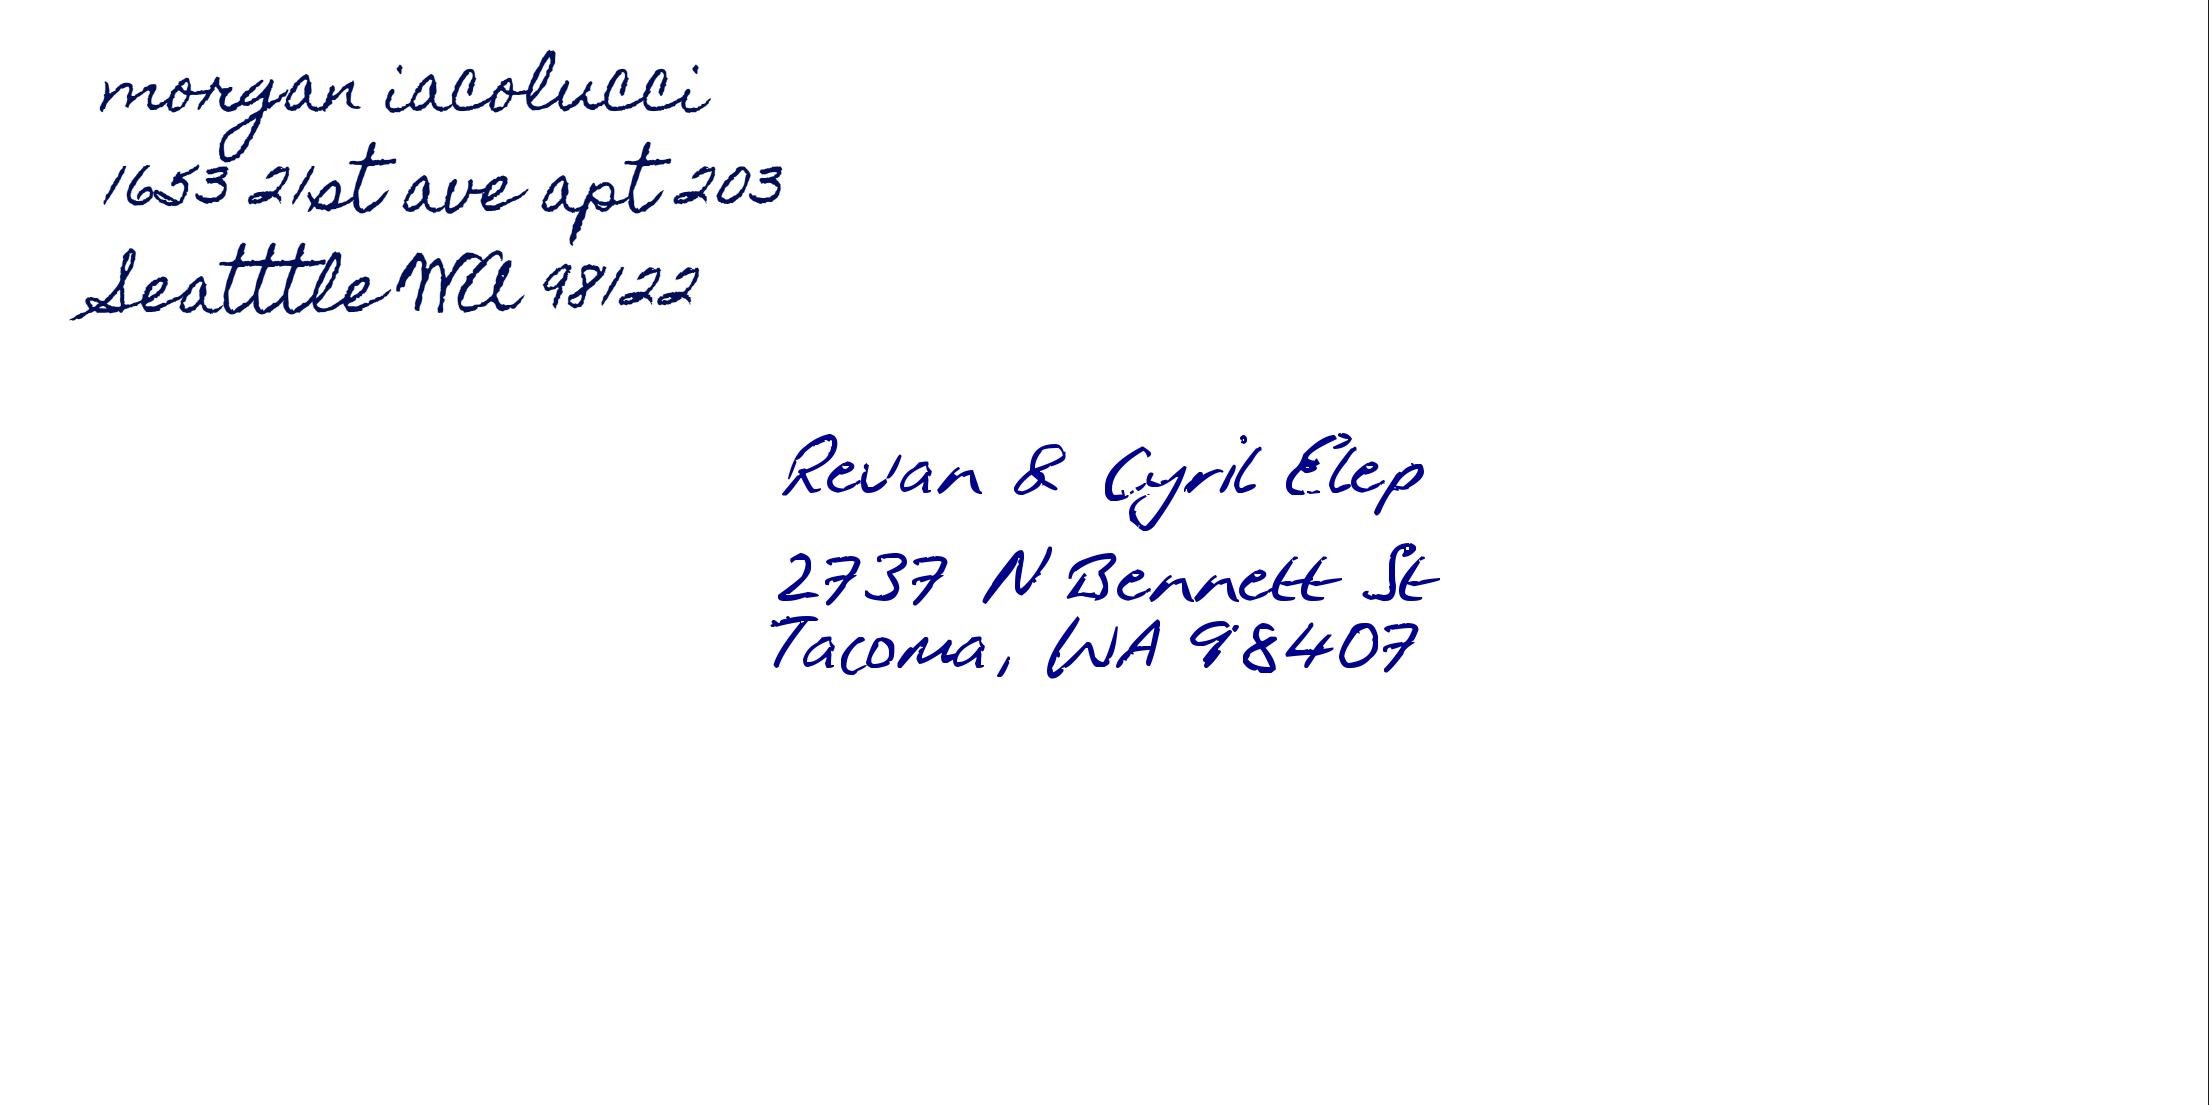 morgan iacolucci
1653 21st ave apt 203
Seatttle WA 98122
Revan & Cyril Elep
2737 N Bennett St
Tacoma, WA 98407